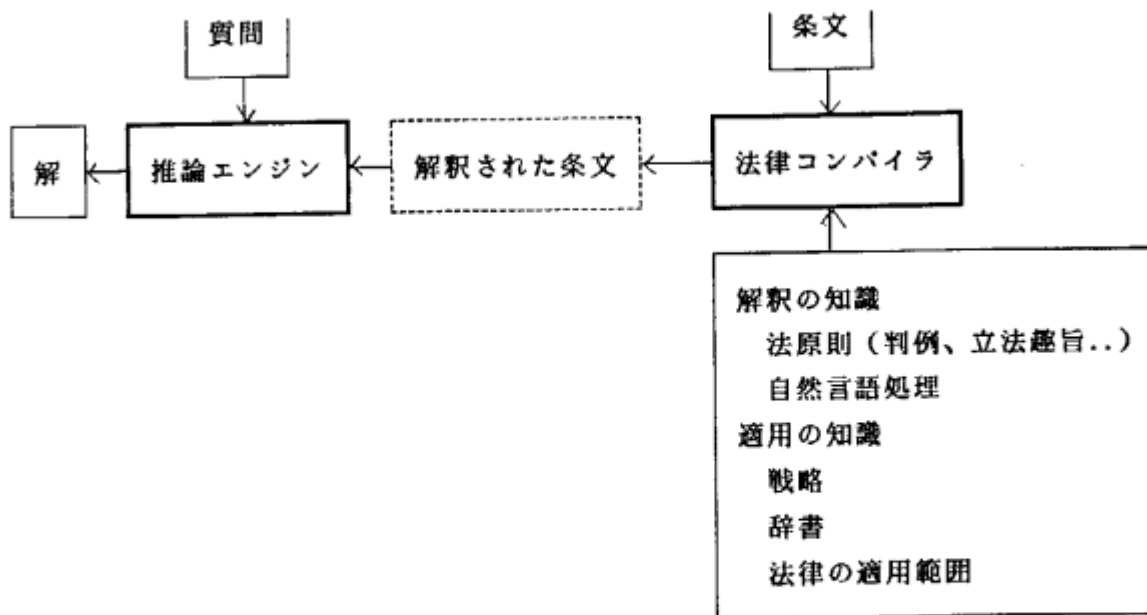 質問
条文
解
推論エンジン
解釈された条文
法律コンパイラ
解釈の知識
法原則（判例、立法趣旨..）
自然言語処理
適用の知識
戦略
辞書
法律の適用範囲